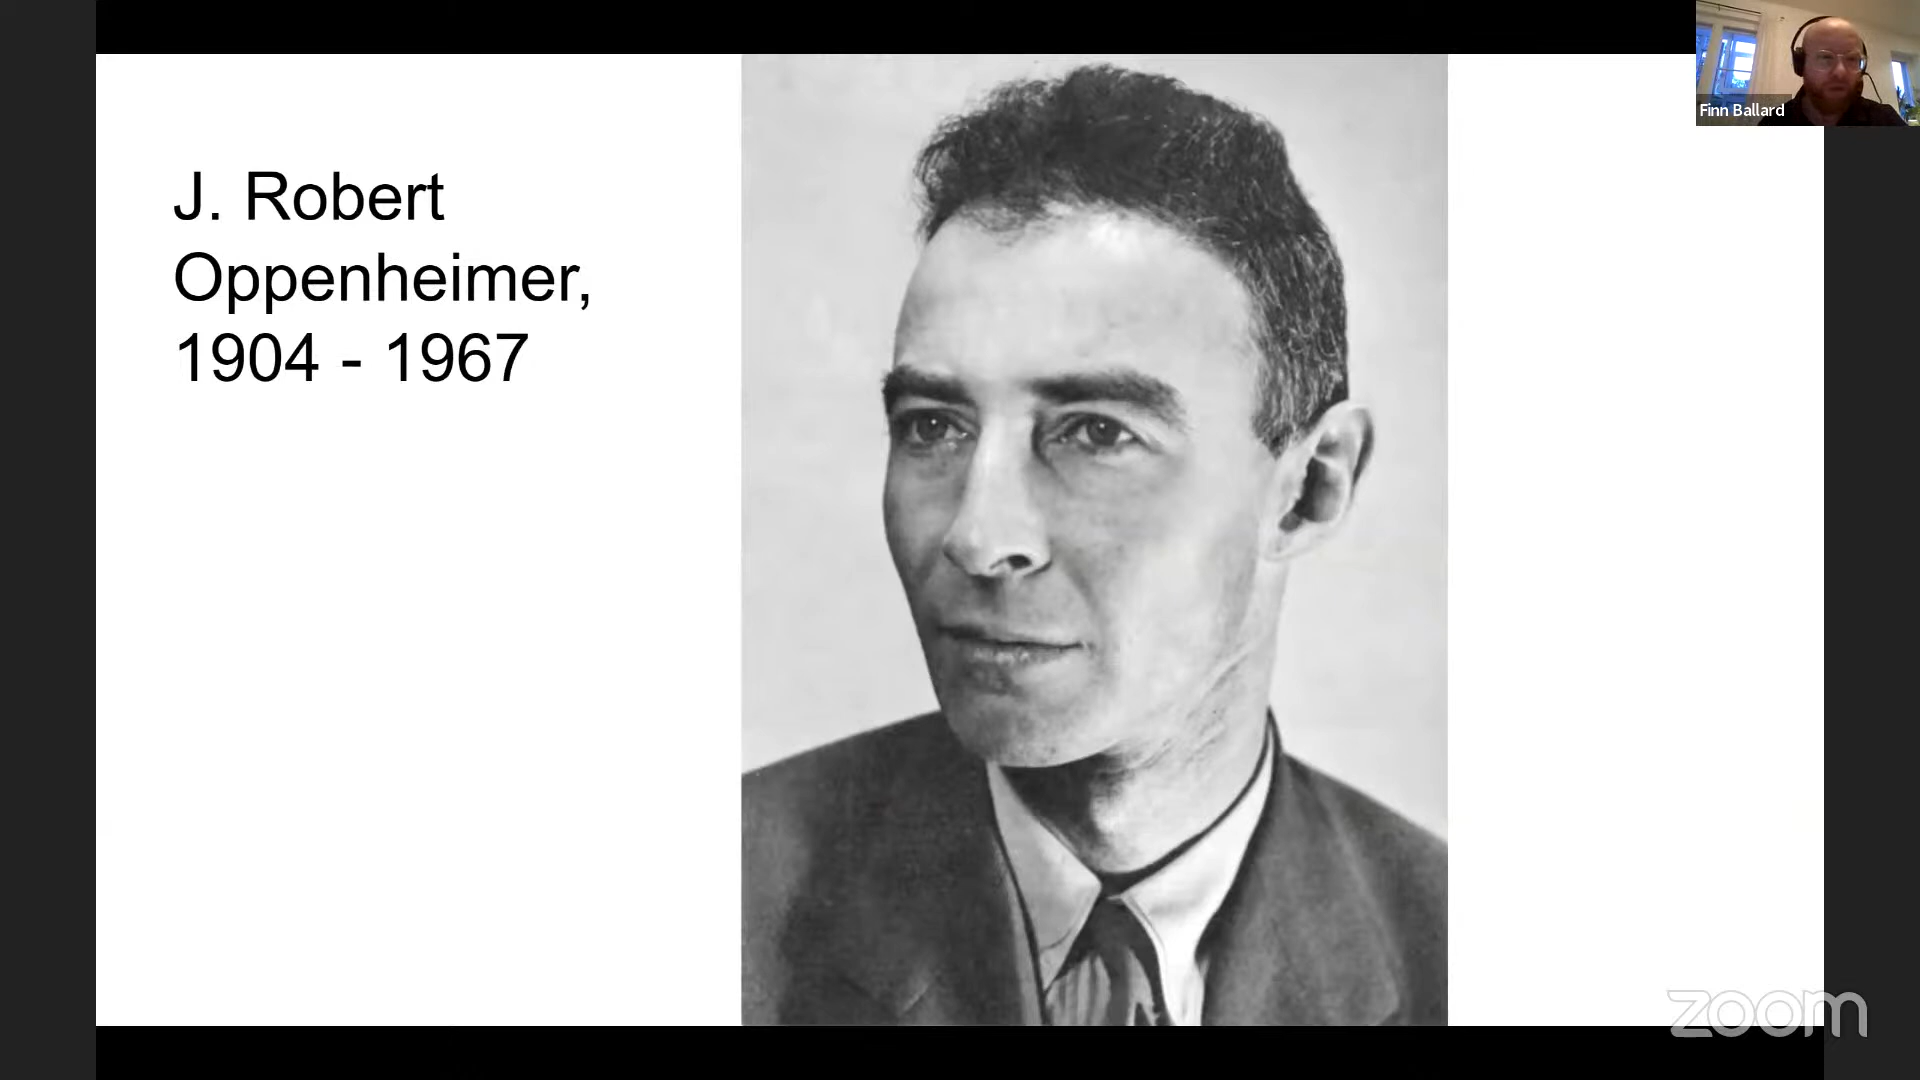 J. Robert
Oppenheimer,
1904 - 1967
Finn Ballard
zoom